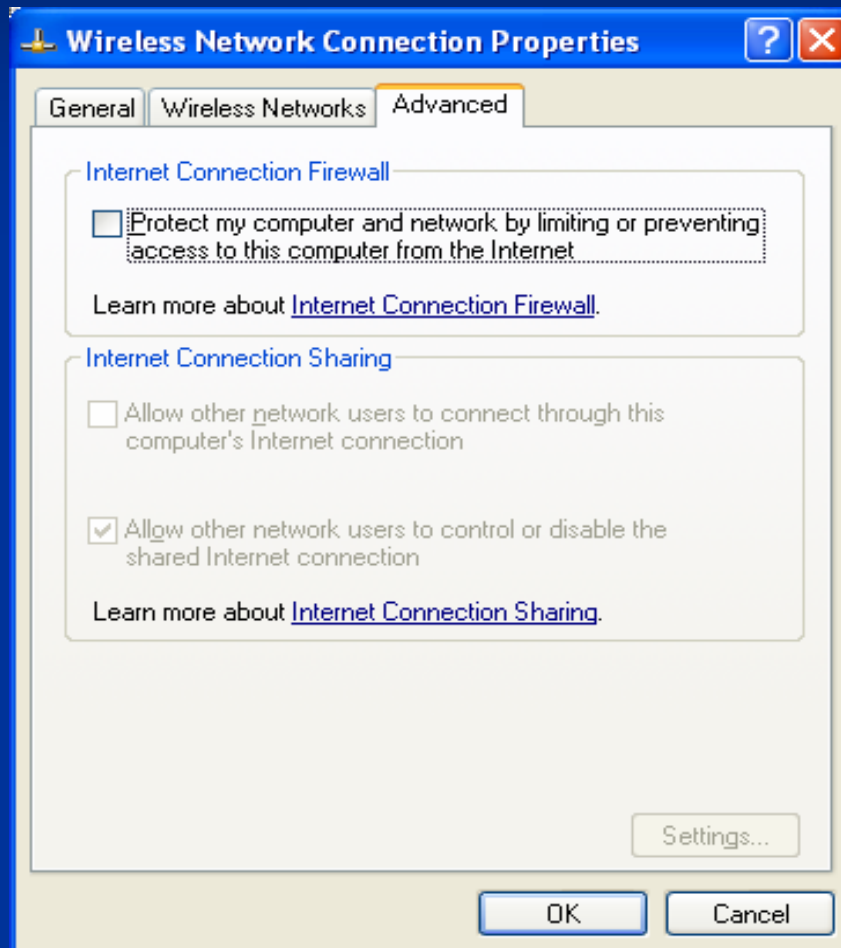 Wireless Network Connection Properties
General Wireless Networks Advanced
Internet Connection Firewall
Protect my computer and network by limiting or preventing
access to this computer from the Internet
Learn more about Internet Connection Firewall.
Internet Connection Sharing
Allow other network users to connect through this
computer's Internet connection
Allow other network users to control or disable the
shared Internet connection
Learn more about Internet Connection Sharing.
Settings...
OK Cancel